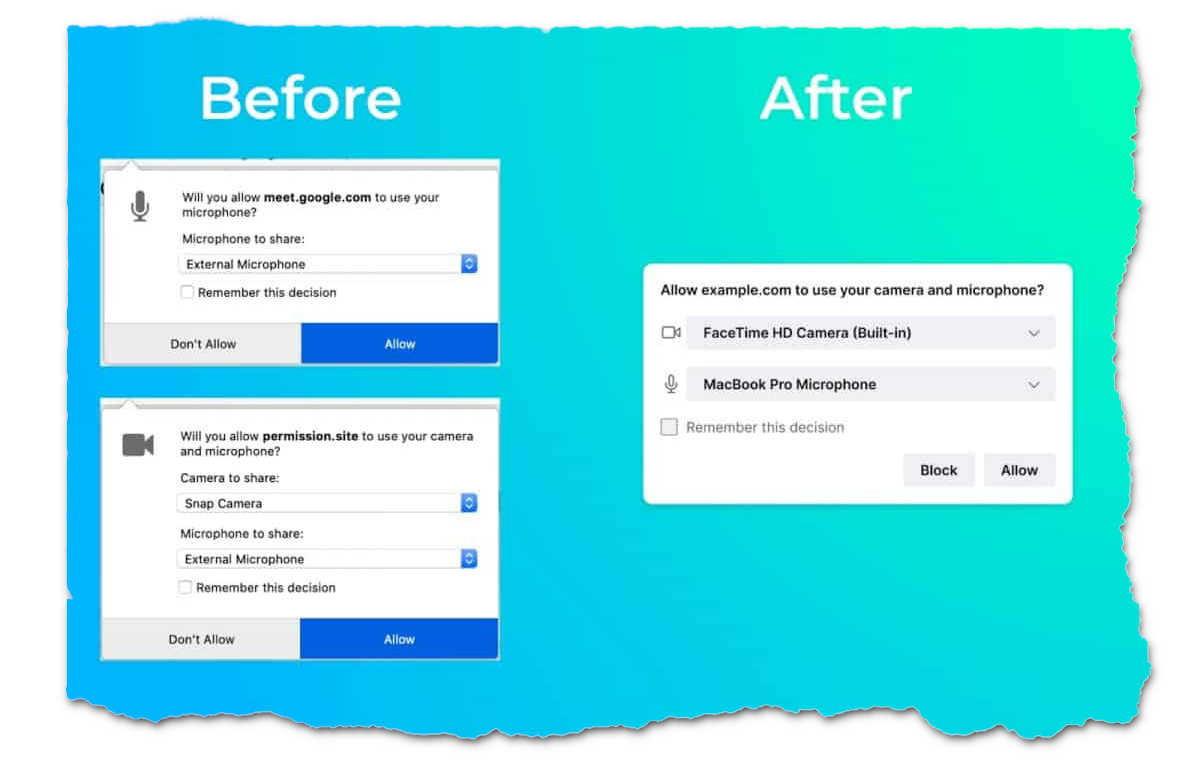 Before
Will you allow meet.google.com to use your
microphone?
Microphone to share:
External Microphone
Remember this decision
Don't Allow
Allow
Will you allow permission.site to use your camera
and microphone?
Camera to share:
Snap Camera
Microphone to share:
External Microphone
Remember this decision
Don't Allow
Allow
After
Allow example.com to use your camera and microphone?
FaceTime HD Camera (Built-in)
MacBook Pro Microphone
Remember this decision
Block
Allow